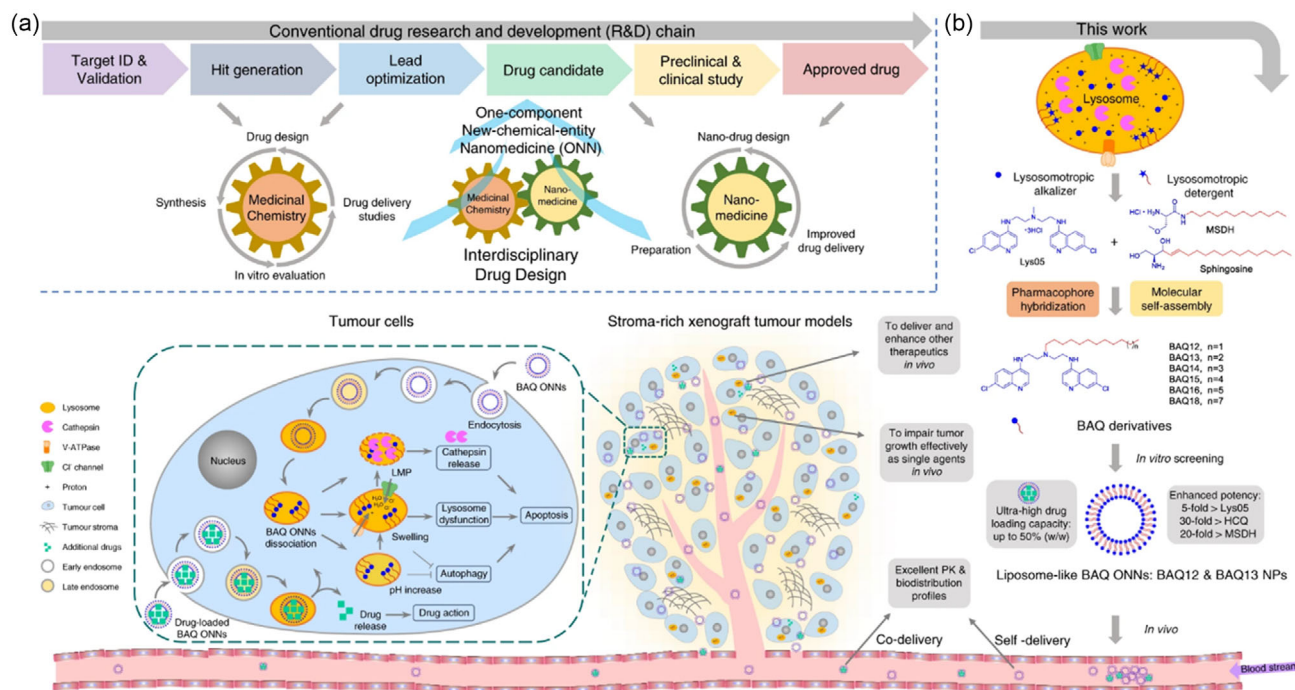 (a)
Conventional drug research and development (R&D) chain
Target ID &
Validation
Hit generation
Lead
optimization
Drug candidate
Preclinical &
clinical study
Approved drug
Drug design
Synthesis
Medicinal
Chemistry
Drug delivery
studies
In vitro evaluation
One-component
New-chemical-entity
Nanomedicine (ONN)
Medicinal
Chemistry
Nano-
medicine
Interdisciplinary
Drug Design
Nano-drug design
Nano-
medicine
Preparation
Improved
drug delivery
(b)
This work
Lysosome
Lysosomotropic
alkalizer
Lysosomotropic
detergent
HCl
MSDH
•3HCl
Lys05
+
Sphingosine
Pharmacophore
hybridization
Molecular
self-assembly
BAQ12, n=1
BAQ13, n=2
BAQ14, n=3
BAQ15, n=4
BAQ16, n=5
BAQ18, n=7
BAQ derivatives
In vitro screening
Ultra-high drug
loading capacity:
up to 50% (w/w)
Enhanced potency:
5-fold > Lys05
30-fold > HCQ
20-fold > MSDH
Liposome-like BAQ ONNs: BAQ12 & BAQ13 NPs
In vivo
Blood stream
Tumour cells
Lysosome
Cathepsin
V-ATPase
Cl⁻ channel
+ Proton
Tumour cell
Tumour stroma
Additional drugs
Early endosome
Late endosome
Nucleus
BAQ ONNs
Endocytosis
LMP
Cathepsin
release
BAQ ONNs
dissociation
Swelling
Lysosome
dysfunction
Apoptosis
pH increase
Autophagy
Drug
release
Drug action
Drug-loaded
BAQ ONNs
Stroma-rich xenograft tumour models
To deliver and
enhance other
therapeutics
in vivo
To impair tumor
growth effectively
as single agents
in vivo
Excellent PK &
biodistribution
profiles
Co-delivery
Self -delivery